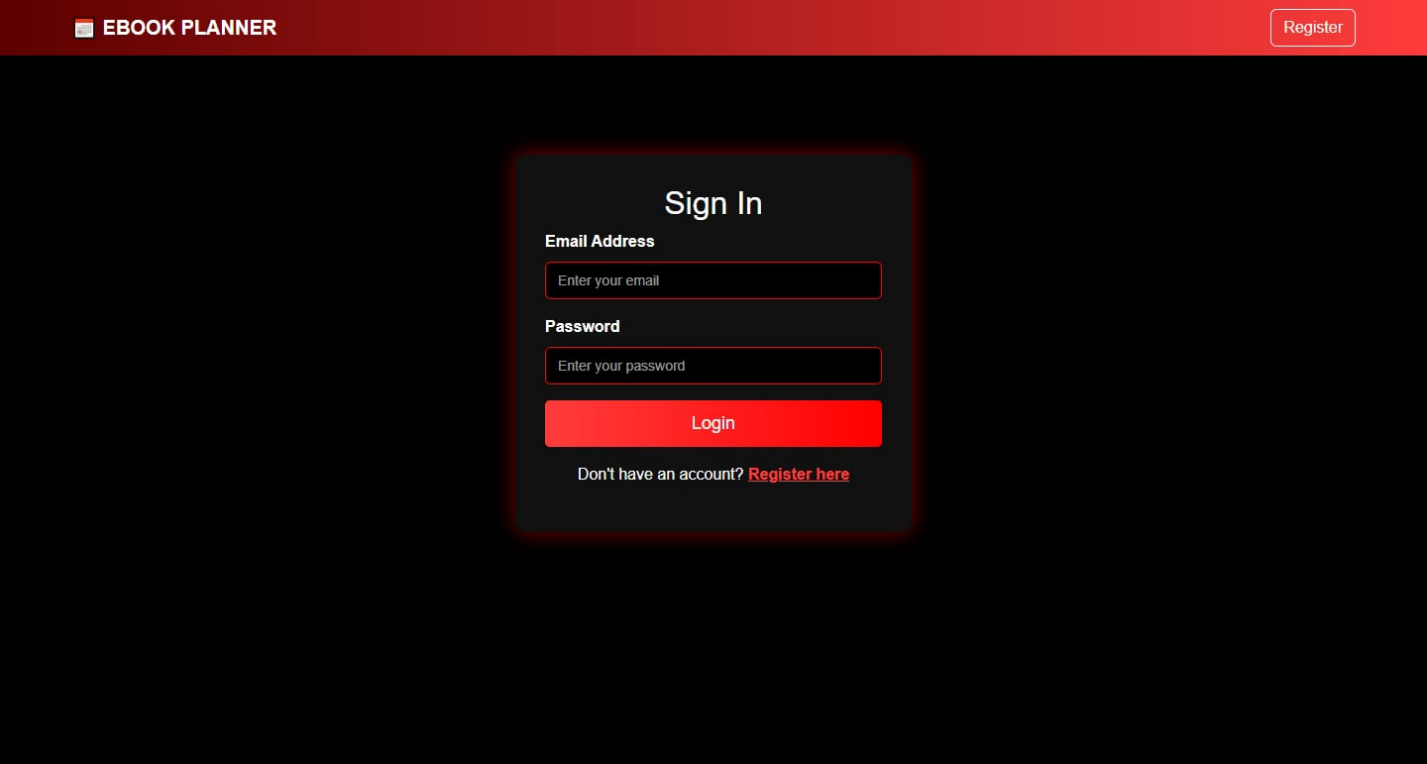 EBOOK PLANNER
Register
Sign In
Email Address
Enter your email
Password
Enter your password
Login
Don't have an account? Register here